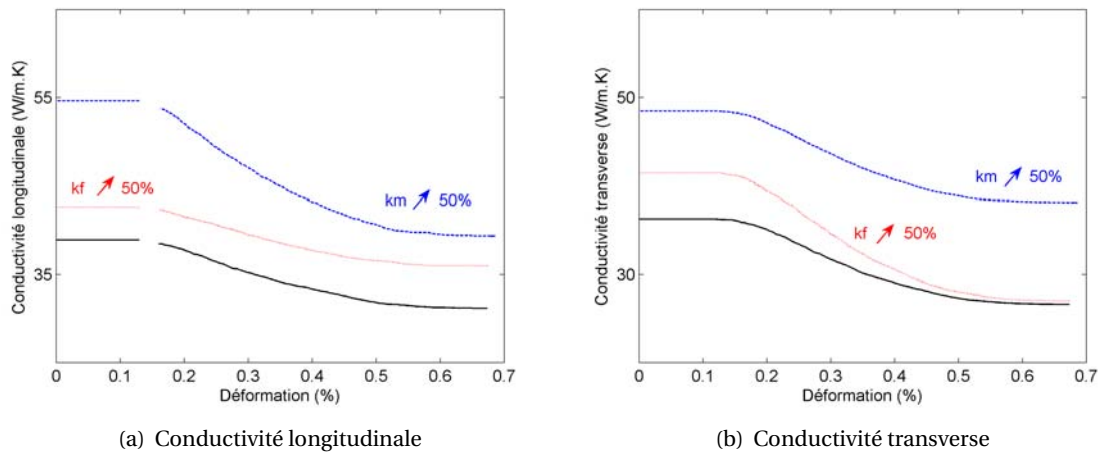 Conductivité longitudinale (W/m.K)
55
35
kf 50%
km 50%
0 0.1 0.2 0.3 0.4 0.5 0.6 0.7
Déformation (%)
(a) Conductivité longitudinale
Conductivité transverse (W/m.K)
50
30
km 50%
kf 50%
0 0.1 0.2 0.3 0.4 0.5 0.6 0.7
Déformation (%)
(b) Conductivité transverse